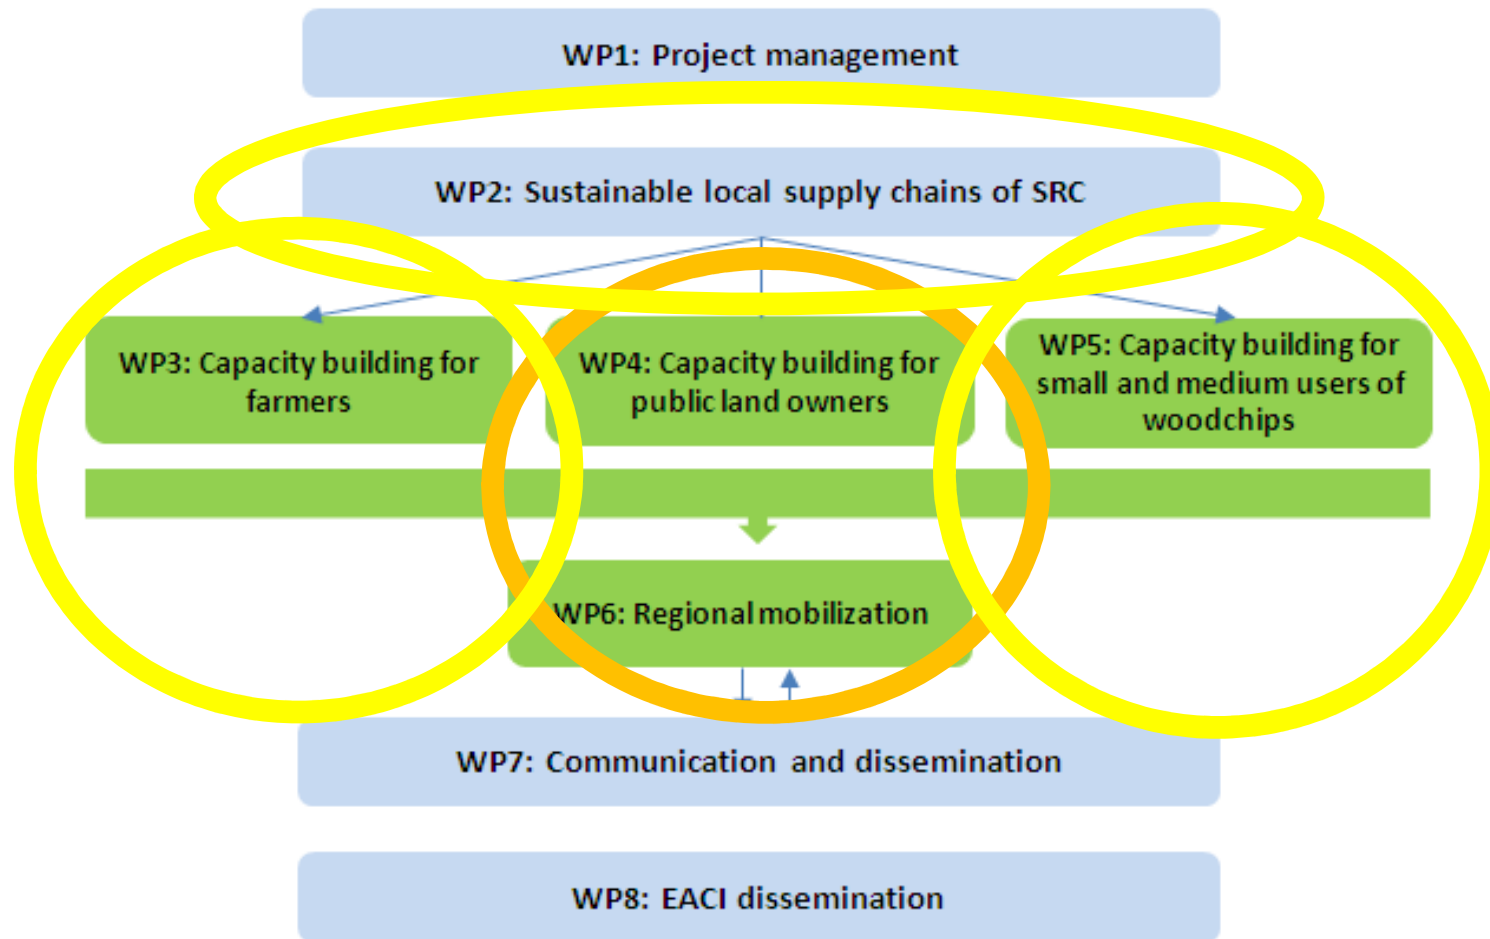 WP1: Project management
WP2: Sustainable local supply chains of SRC
WP3: Capacity building for
farmers
WP4: Capacity building for
public land owners
WP5: Capacity building for
small and medium users of
woodchips
WP6: Regional mobilization
WP7: Communication and dissemination
WP8: EACI dissemination